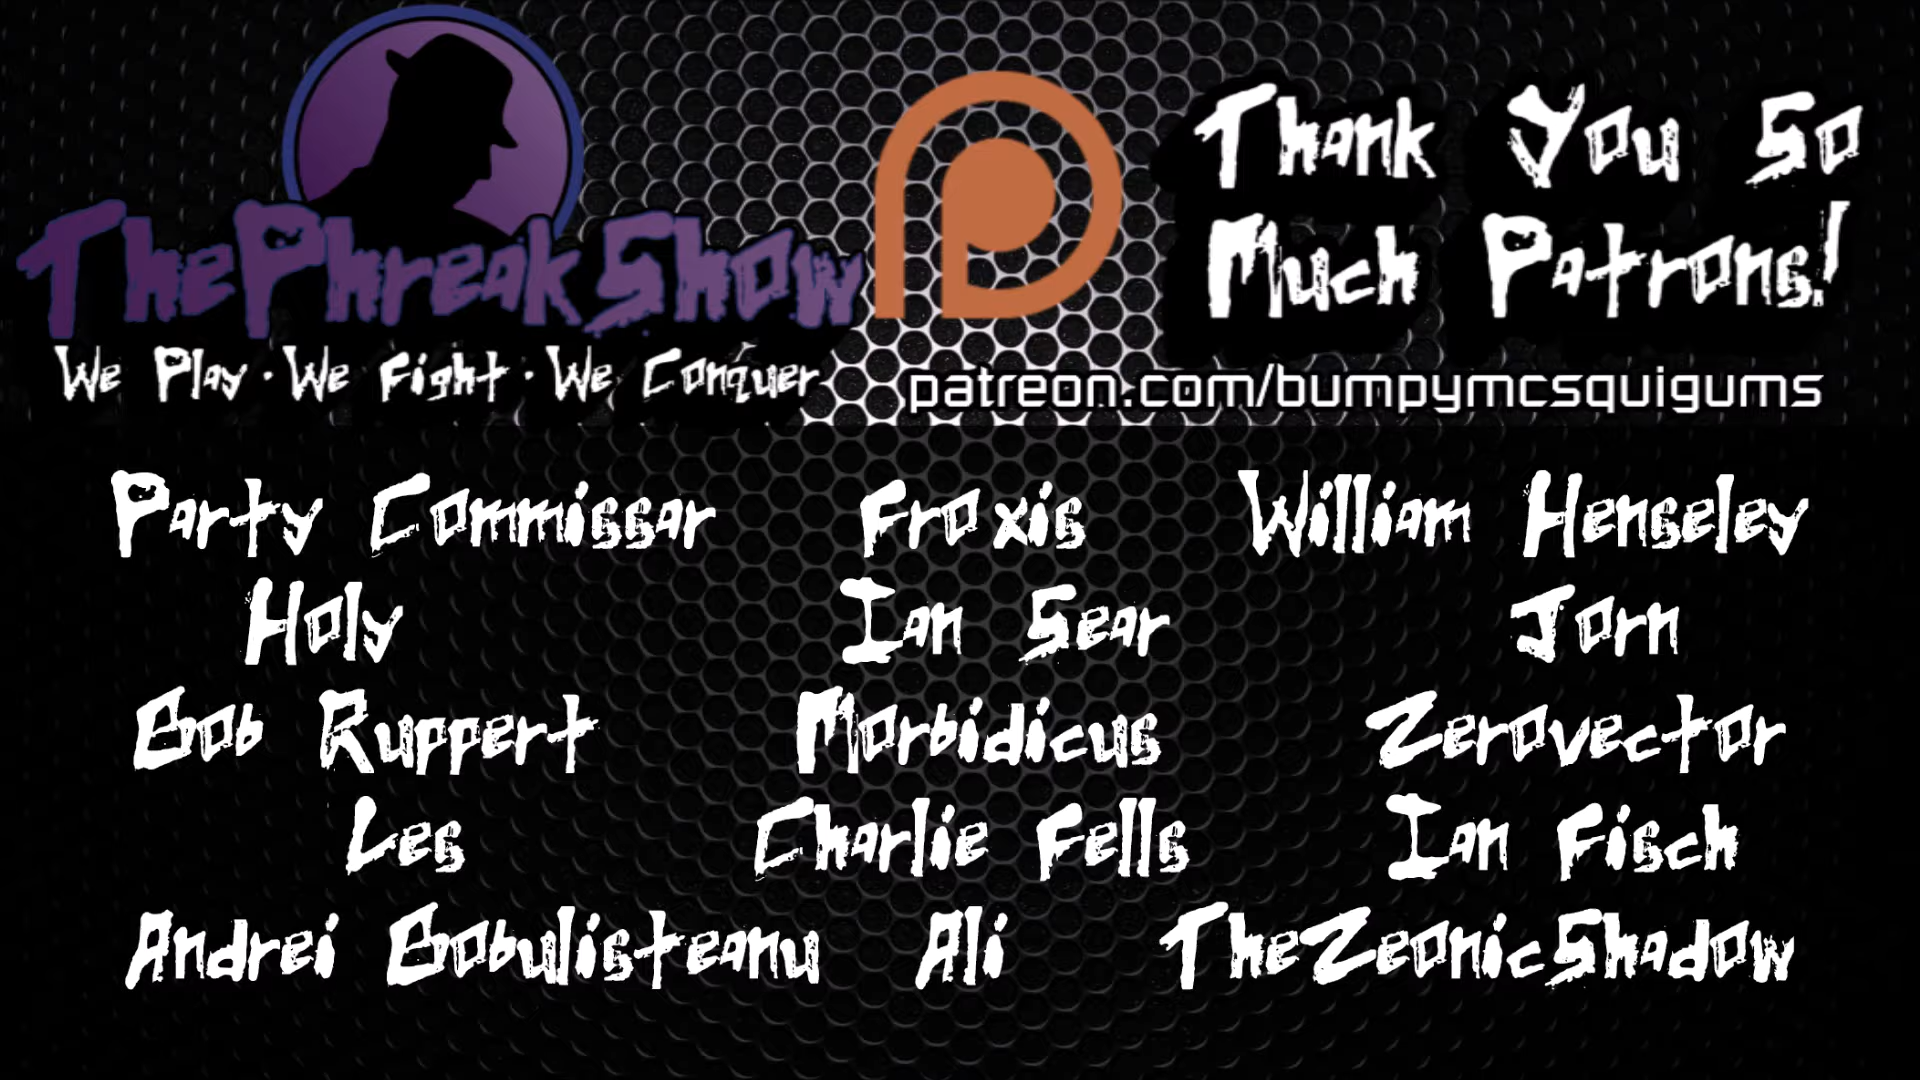 ThePhreakShow
We Play · We Fight · We Conquer
Thank You So
Much Patrons!
patreon.com/bumpymcsquigums
Party Commissar Froxis William Henseley
Holy Ian Sear Jorn
Bob Ruppert Morbidicus Zerovector
Les Charlie Fells Ian Fisch
Andrei Bobulisteanu Ali TheZeonicShadow